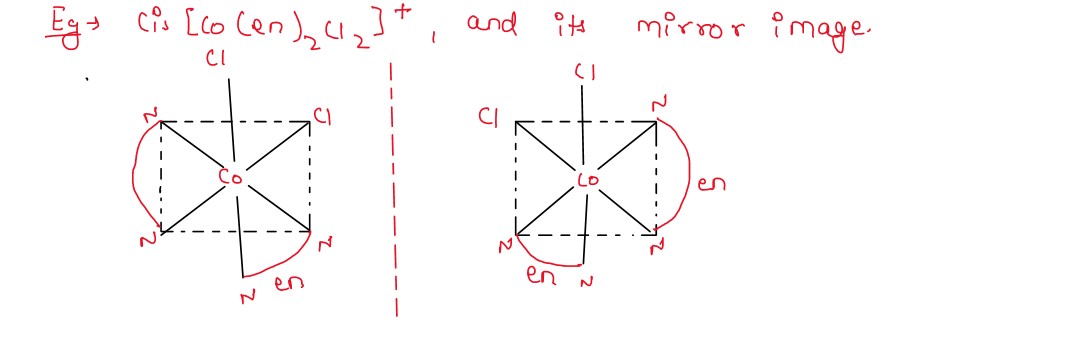 Eg → cis [Co(en)₂Cl₂]⁺, and its mirror image.
Cl Cl
N Cl Cl N
Co Co
en
N N N N
en en
N N